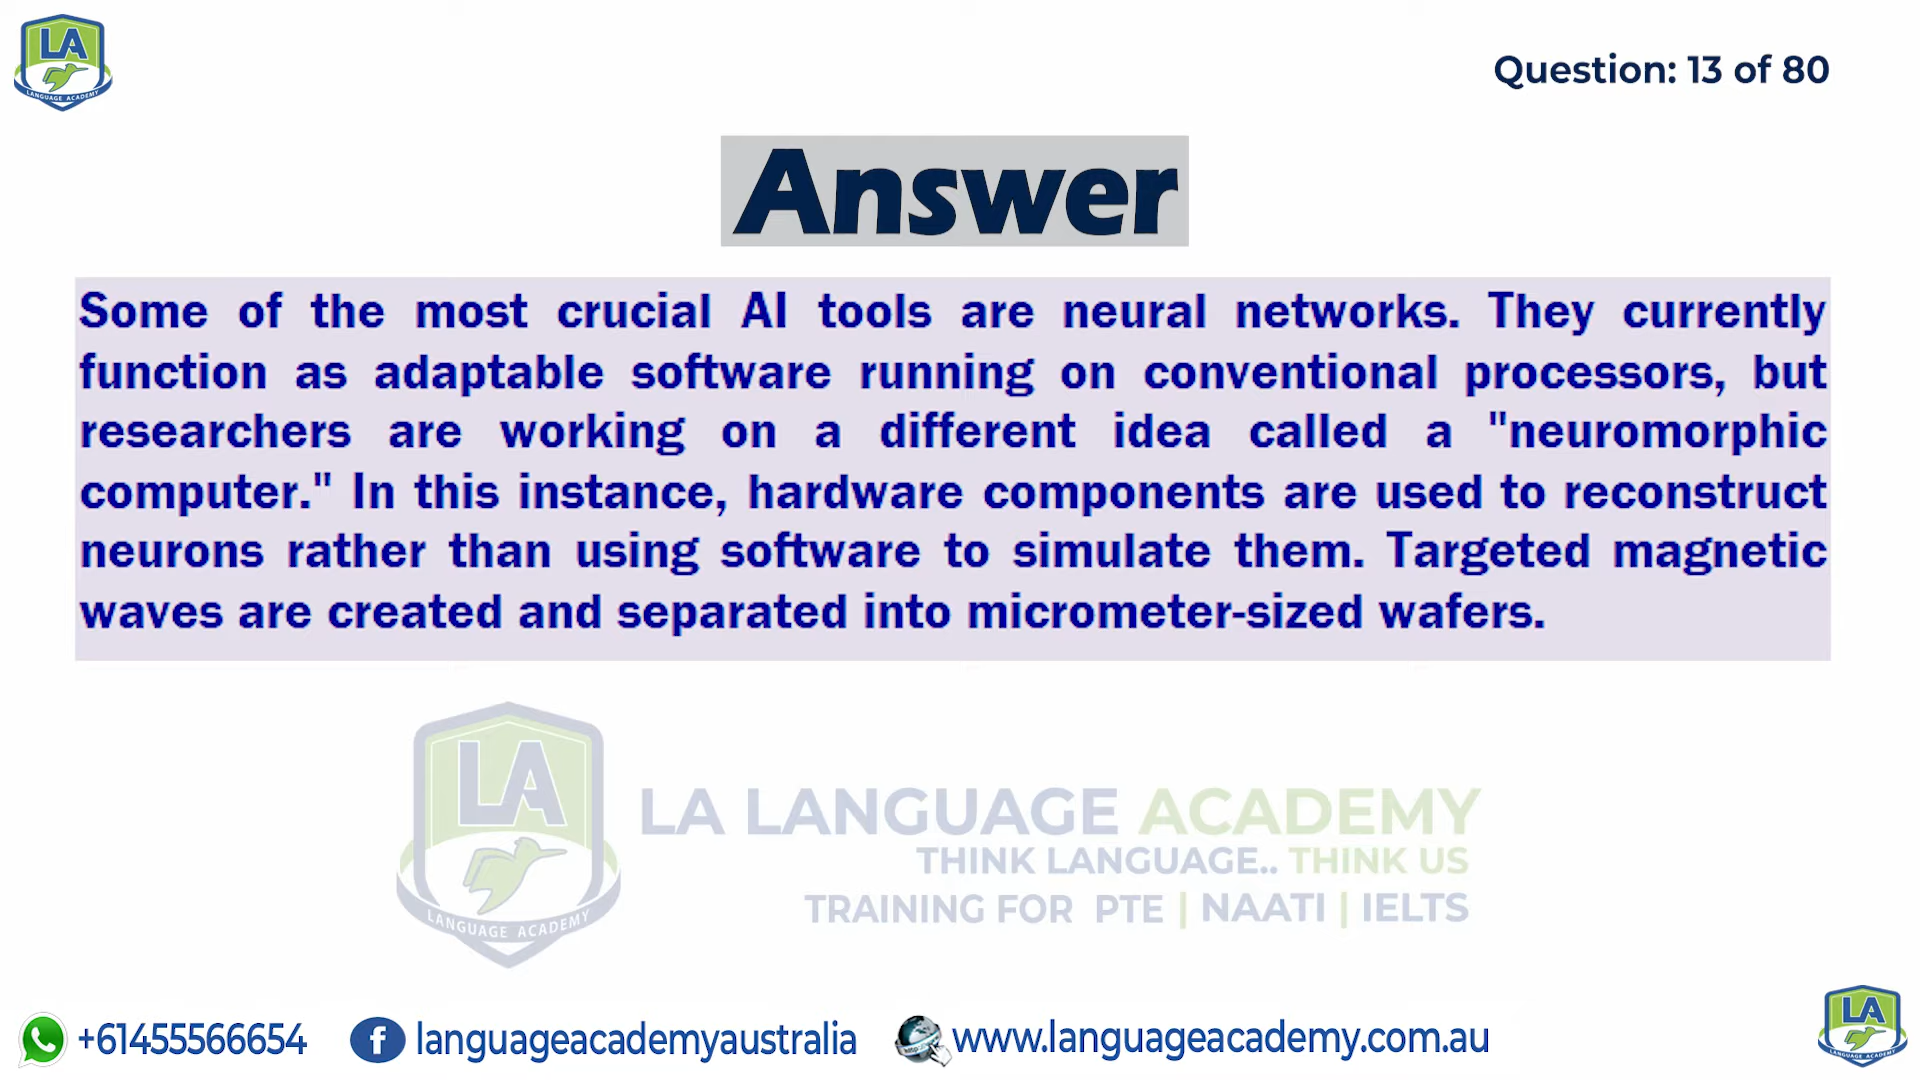 LA
LANGUAGE ACADEMY
Question: 13 of 80
Answer
Some of the most crucial AI tools are neural networks. They currently
function as adaptable software running on conventional processors, but
researchers are working on a different idea called a "neuromorphic
computer." In this instance, hardware components are used to reconstruct
neurons rather than using software to simulate them. Targeted magnetic
waves are created and separated into micrometer-sized wafers.
LA
LANGUAGE ACADEMY
LA LANGUAGE ACADEMY
THINK LANGUAGE.. THINK US
TRAINING FOR PTE | NAATI | IELTS
+61455566654
f languageacademyaustralia
www.languageacademy.com.au
LA
LANGUAGE ACADEMY